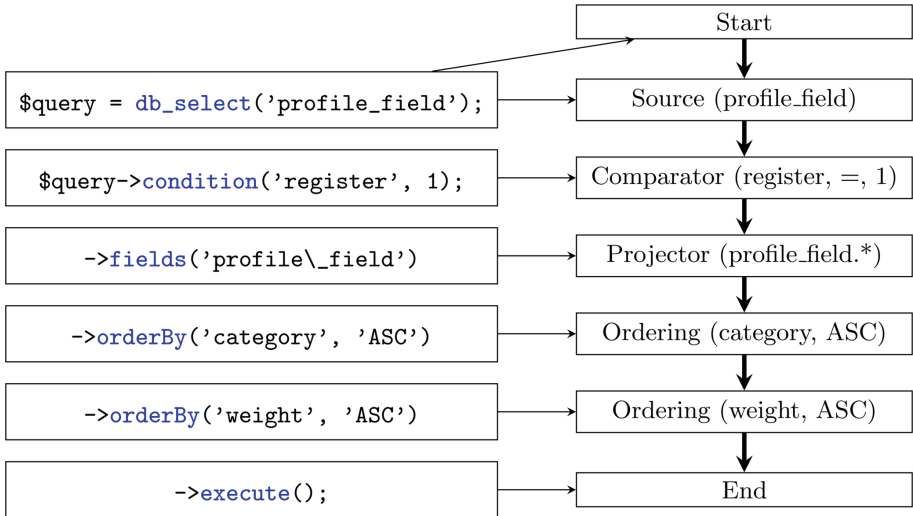 Start
$query = db_select('profile_field');
Source (profile_field)
$query->condition('register', 1);
Comparator (register, =, 1)
->fields('profile\_field')
Projector (profile_field.*)
->orderBy('category', 'ASC')
Ordering (category, ASC)
->orderBy('weight', 'ASC')
Ordering (weight, ASC)
->execute();
End